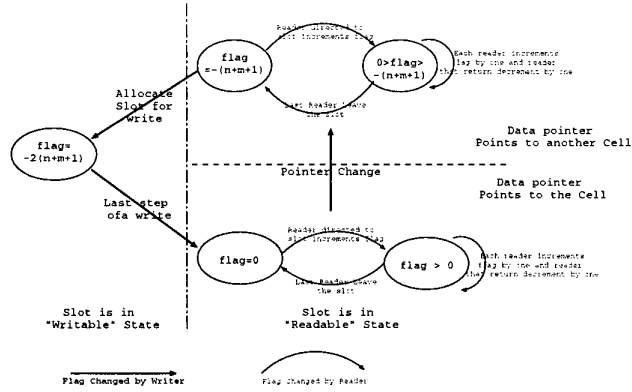 Reader directed to
slot increments flag
flag
=-(n+m+1)
0>flag>
-(n+m+1)
Each reader increments
flag by one and reader
that return decrement by one
Last Reader Leave
the slot
Allocate
Slot for
write
flag=
-2(n+m+1)
Data pointer
Points to another Cell
Pointer Change
Data pointer
Points to the Cell
Last step
ofa write
Reader directed to
slot increments flag
flag=0
flag > 0
Each reader increments
flag by one and reader
that return decrement by one
Last Reader Leave
the slot
Slot is in
"Writable" State
Slot is in
"Readable" State
Flag Changed by Writer
Flag Changed by Reader